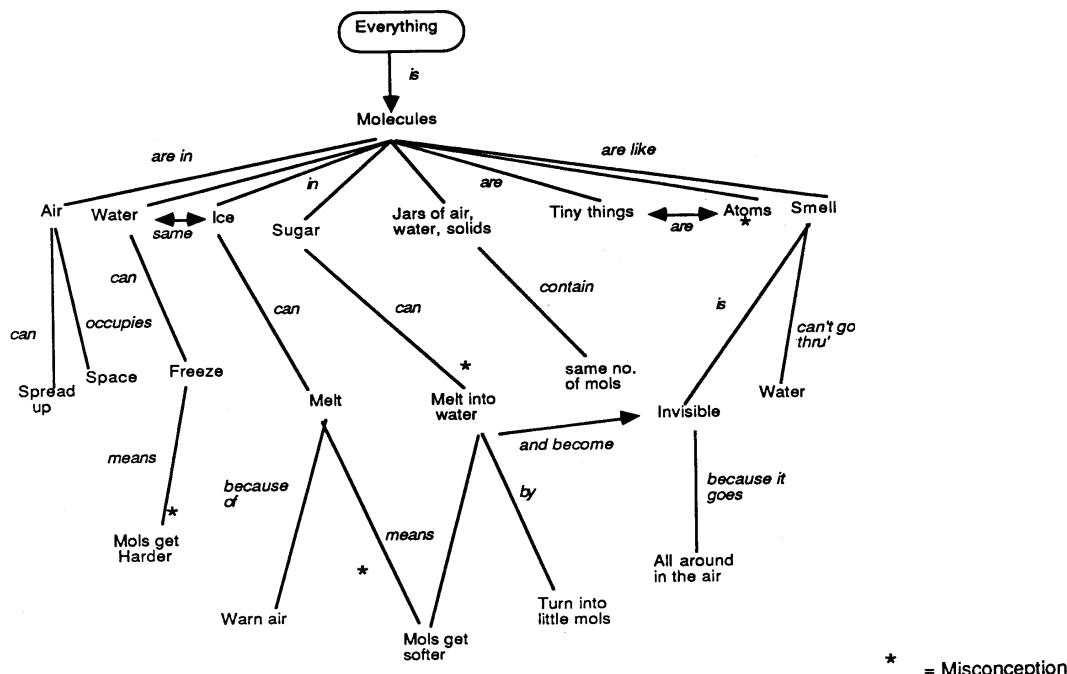 Everything
is
Molecules
are in
in
are
are like
Air
Water
same
Ice
Sugar
Jars of air,
water, solids
Tiny things
are
Atoms
*
Smell
can
occupies
can
can
can
contain
is
can't go
thru'
Spread
up
Space
Freeze
Melt
*
Melt into
water
same no.
of mols
Invisible
Water
means
*
Mols get
Harder
because
of
means
*
by
and become
because it
goes
Warn air
Mols get
softer
Turn into
little mols
All around
in the air
* = Misconception